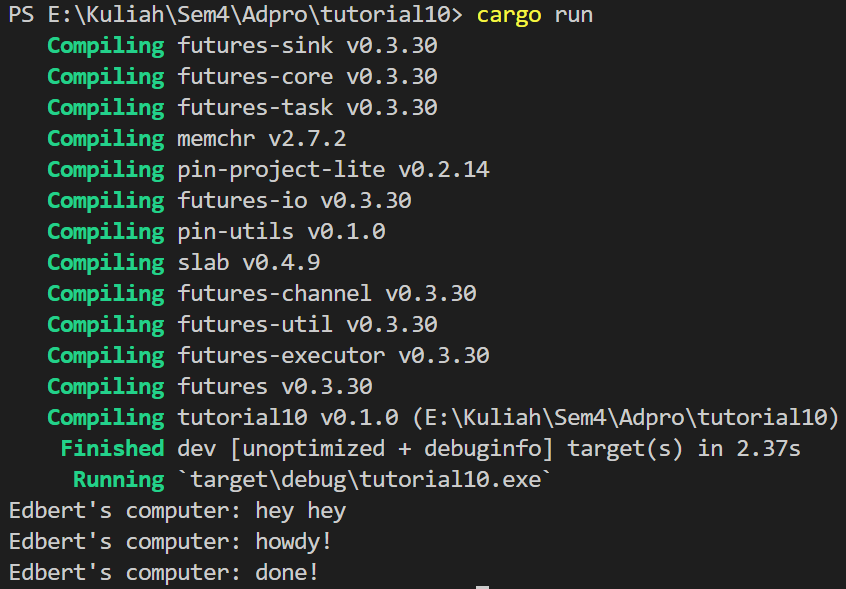 PS E:\Kuliah\Sem4\Adpro\tutorial10> cargo run
Compiling futures-sink v0.3.30
Compiling futures-core v0.3.30
Compiling futures-task v0.3.30
Compiling memchr v2.7.2
Compiling pin-project-lite v0.2.14
Compiling futures-io v0.3.30
Compiling pin-utils v0.1.0
Compiling slab v0.4.9
Compiling futures-channel v0.3.30
Compiling futures-util v0.3.30
Compiling futures-executor v0.3.30
Compiling futures v0.3.30
Compiling tutorial10 v0.1.0 (E:\Kuliah\Sem4\Adpro\tutorial10)
Finished dev [unoptimized + debuginfo] target(s) in 2.37s
Running `target\debug\tutorial10.exe`
Edbert's computer: hey hey
Edbert's computer: howdy!
Edbert's computer: done!